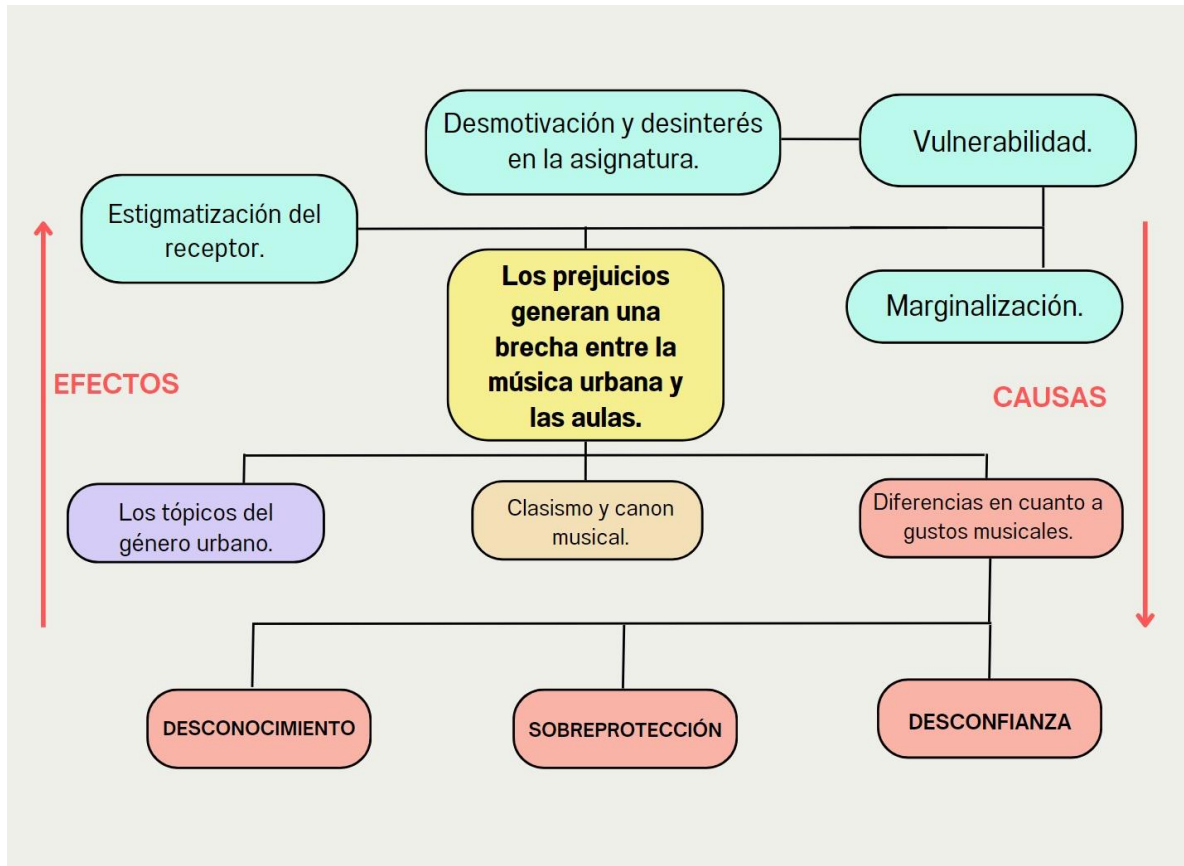 Desmotivación y desinterés
en la asignatura.
Vulnerabilidad.
Estigmatización del
receptor.
Los prejuicios
generan una
brecha entre la
música urbana y
las aulas.
Marginalización.
EFECTOS
CAUSAS
Los tópicos del
género urbano.
Clasismo y canon
musical.
Diferencias en cuanto a
gustos musicales.
DESCONOCIMIENTO
SOBREPROTECCIÓN
DESCONFIANZA